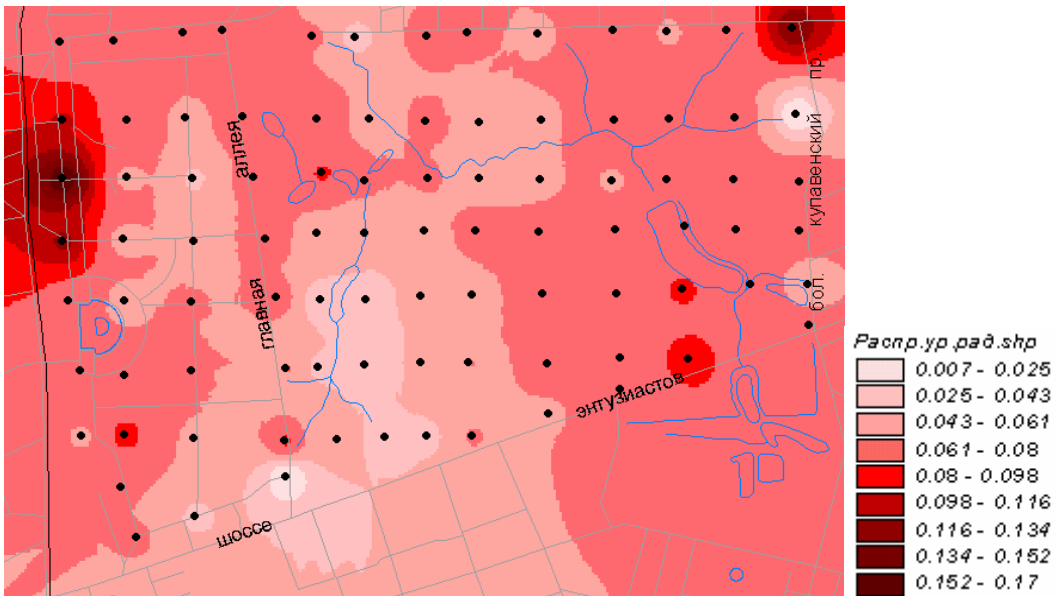 пр.
купавенский
бол.
аллея
главная
энтузиастов
шоссе
Распр.ур.рад.shp
0.007 - 0.025
0.025 - 0.043
0.043 - 0.061
0.061 - 0.08
0.08 - 0.098
0.098 - 0.116
0.116 - 0.134
0.134 - 0.152
0.152 - 0.17